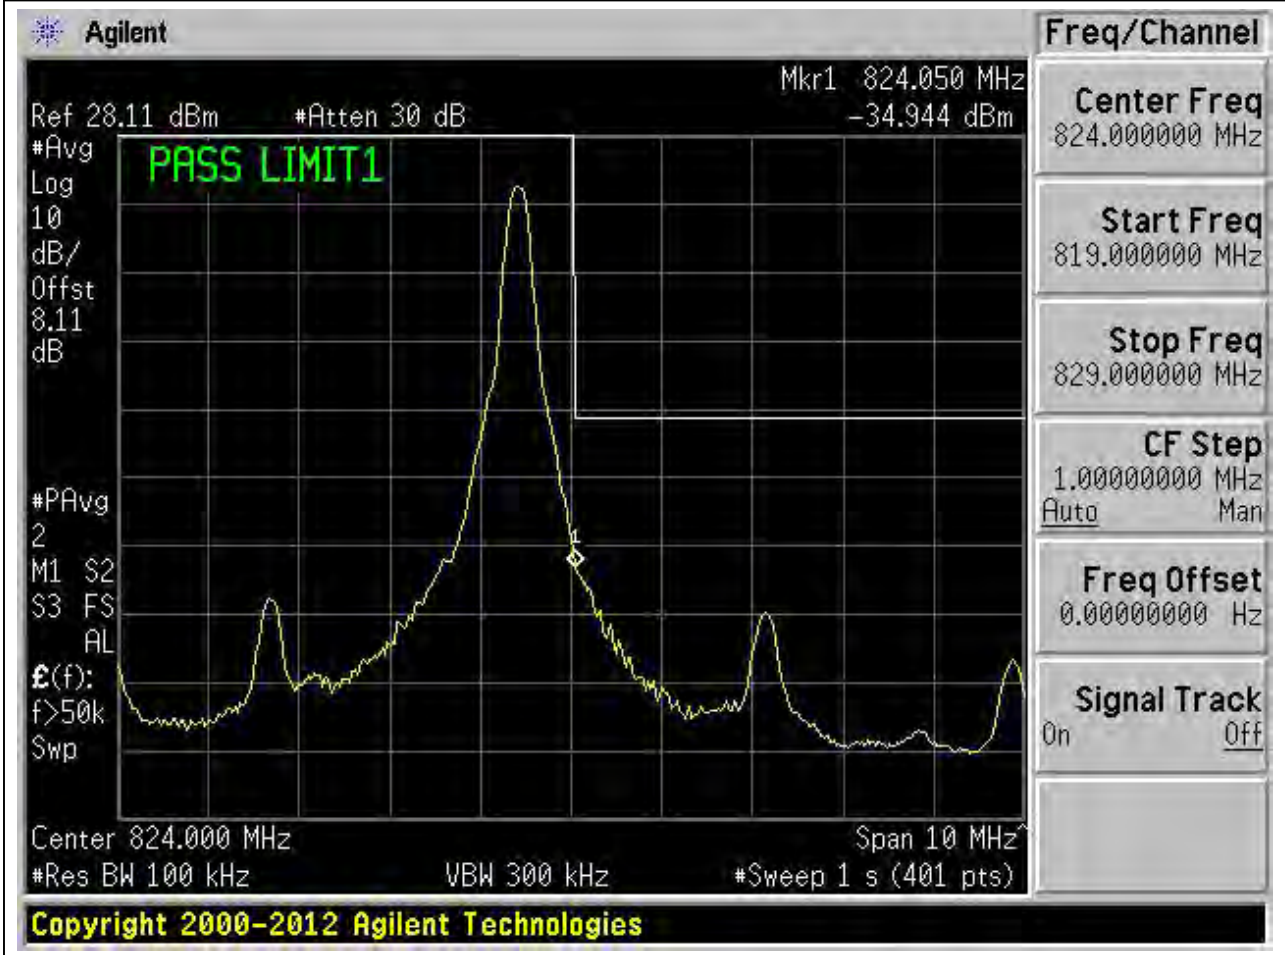 Agilent
Freq/Channel
Mkr1 824.050 MHz
Ref 28.11 dBm #Atten 30 dB -34.944 dBm
#Avg
Log
10
dB/
Offst
8.11
dB
PASS LIMIT1
1
#PAvg
2
M1 S2
S3 FS
AL
£(f):
f>50k
Swp
Center 824.000 MHz Span 10 MHz^
#Res BW 100 kHz VBW 300 kHz #Sweep 1 s (401 pts)
Center Freq
824.000000 MHz
Start Freq
819.000000 MHz
Stop Freq
829.000000 MHz
CF Step
1.00000000 MHz
Auto Man
Freq Offset
0.00000000 Hz
Signal Track
On Off
Copyright 2000-2012 Agilent Technologies